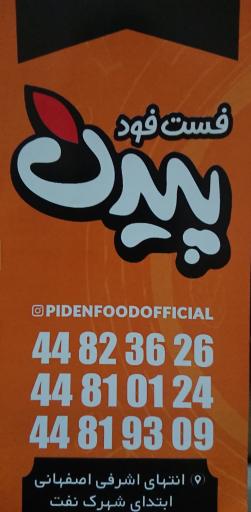 فست فود
پیدن
PIDENFOODOFFICIAL
44 82 36 26
44 81 01 24
44 81 93 09
انتهای اشرفی اصفهانی
ابتدای شهرک نفت